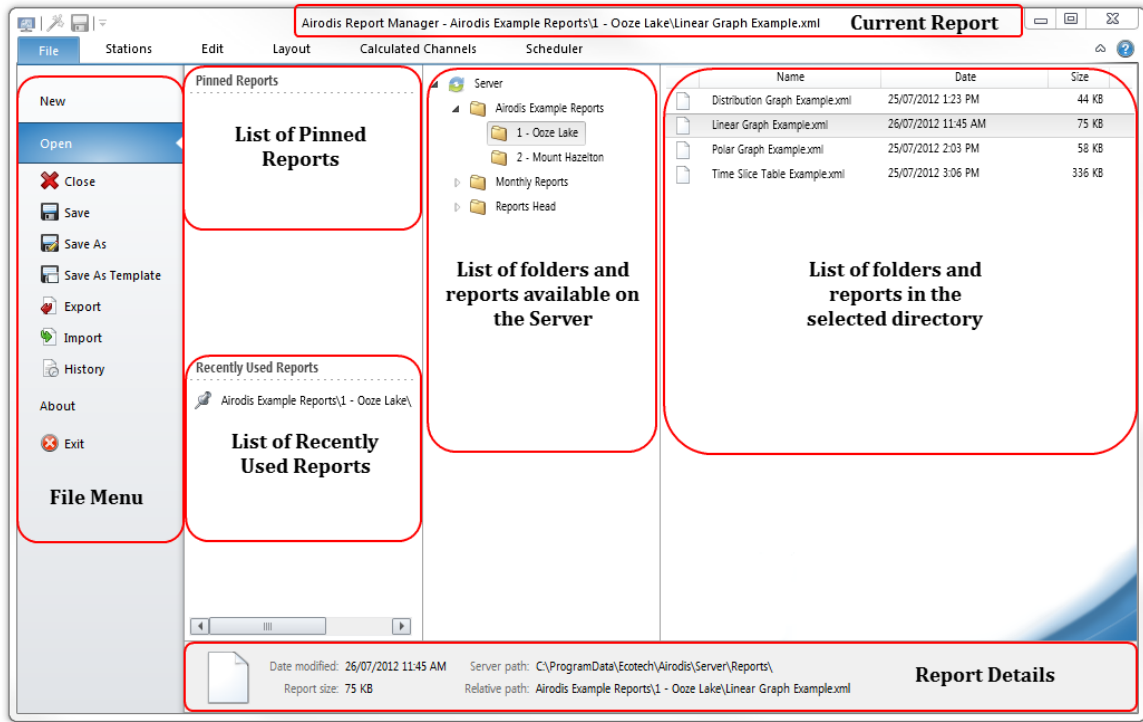 Airodis Report Manager - Airodis Example Reports\1 - Ooze Lake\Linear Graph Example.xml
Current Report
File
Stations
Edit
Layout
Calculated Channels
Scheduler
New
Open
Close
Save
Save As
Save As Template
Export
Import
History
About
Exit
File Menu
Pinned Reports
List of Pinned
Reports
Recently Used Reports
Airodis Example Reports\1 - Ooze Lake\
List of Recently
Used Reports
Server
Airodis Example Reports
1 - Ooze Lake
2 - Mount Hazelton
Monthly Reports
Reports Head
List of folders and
reports available on
the Server
Name Date Size
Distribution Graph Example.xml 25/07/2012 1:23 PM 44 KB
Linear Graph Example.xml 26/07/2012 11:45 AM 75 KB
Polar Graph Example.xml 25/07/2012 2:03 PM 58 KB
Time Slice Table Example.xml 25/07/2012 3:06 PM 336 KB
List of folders and
reports in the
selected directory
Date modified: 26/07/2012 11:45 AM Server path: C:\ProgramData\Ecotech\Airodis\Server\Reports\
Report size: 75 KB Relative path: Airodis Example Reports\1 - Ooze Lake\Linear Graph Example.xml
Report Details